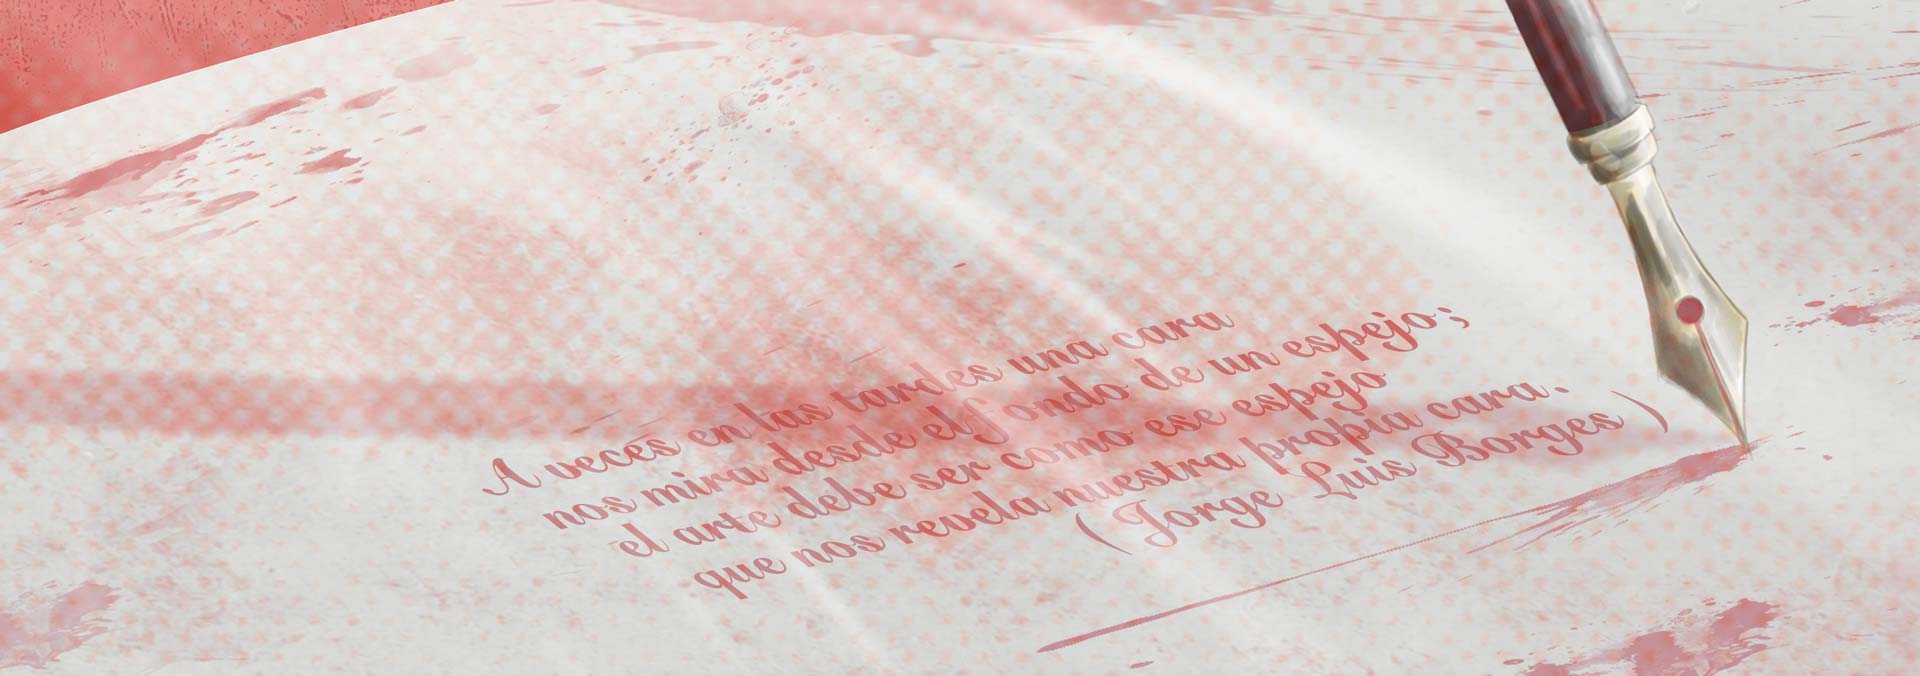 A veces en las tardes una cara
nos mira desde el fondo de un espejo;
el arte debe ser como ese espejo
que nos revela nuestra propia cara.
( Jorge Luis Borges )